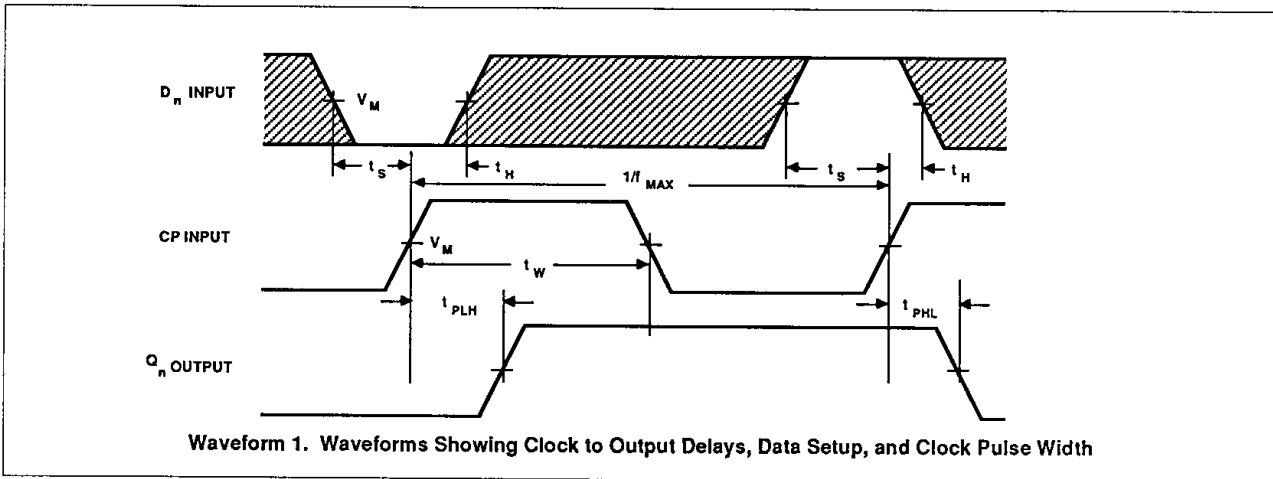 Dn INPUT
VM
tS
tH
tS
tH
1/fMAX
CP INPUT
VM
tW
tPLH
tPHL
Qn OUTPUT
Waveform 1. Waveforms Showing Clock to Output Delays, Data Setup, and Clock Pulse Width